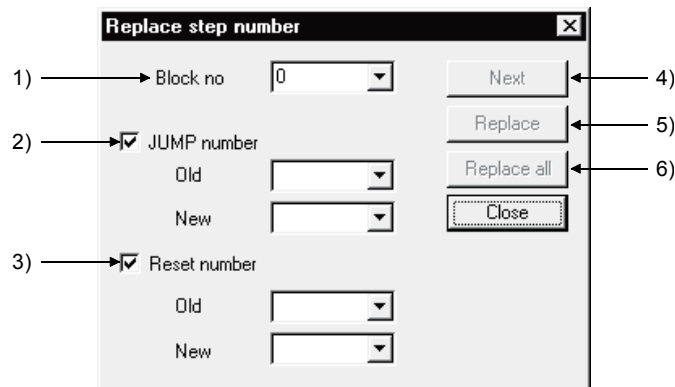 Replace step number
1) Block no 0 Next 4)
Replace 5)
2) JUMP number
Old Replace all 6)
New Close
3) Reset number
Old
New